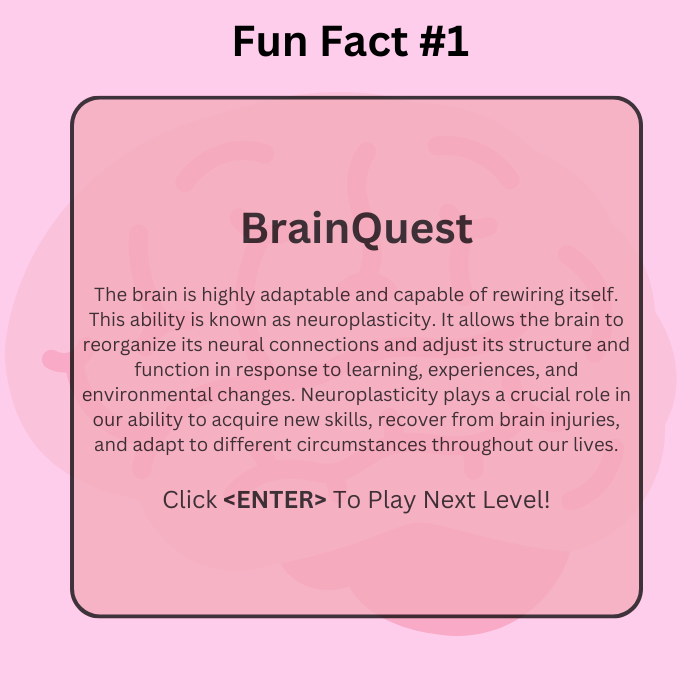 Fun Fact #1
BrainQuest
The brain is highly adaptable and capable of rewiring itself.
This ability is known as neuroplasticity. It allows the brain to
reorganize its neural connections and adjust its structure and
function in response to learning, experiences, and
environmental changes. Neuroplasticity plays a crucial role in
our ability to acquire new skills, recover from brain injuries,
and adapt to different circumstances throughout our lives.
Click <ENTER> To Play Next Level!